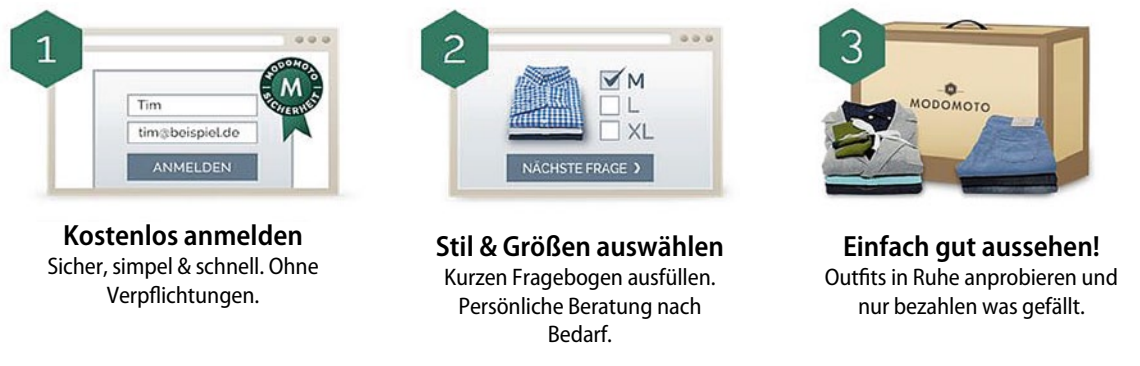 1
MODOMOTO
M
SICHERHEIT
Tim
tim@beispiel.de
ANMELDEN
Kostenlos anmelden
Sicher, simpel & schnell. Ohne
Verpflichtungen.
2
M
L
XL
NÄCHSTE FRAGE ❯
Stil & Größen auswählen
Kurzen Fragebogen ausfüllen.
Persönliche Beratung nach
Bedarf.
3
MODOMOTO
Einfach gut aussehen!
Outfits in Ruhe anprobieren und
nur bezahlen was gefällt.